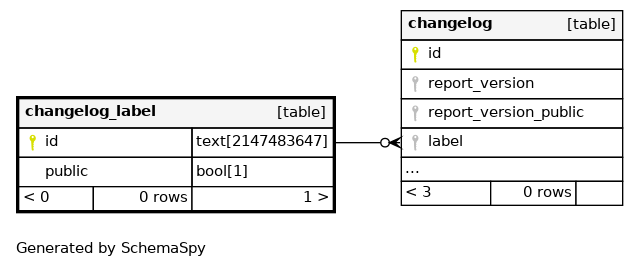 changelog [table]
id
report_version
report_version_public
label
...
< 3 0 rows
changelog_label [table]
id text[2147483647]
public bool[1]
< 0 0 rows 1 >
Generated by SchemaSpy